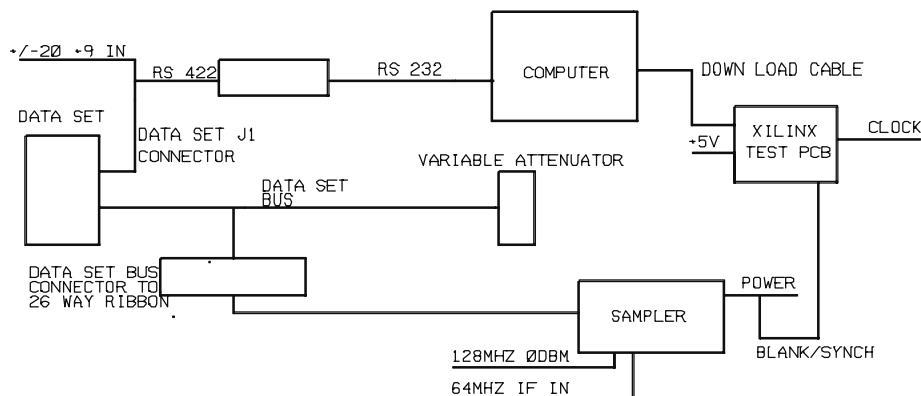 +/-20 +9 IN
RS 422
RS 232
COMPUTER
DOWN LOAD CABLE
DATA SET
DATA SET J1
CONNECTOR
XILINX
TEST PCB
CLOCK
+5V
VARIABLE ATTENUATOR
DATA SET
BUS
DATA SET BUS
CONNECTOR TO
26 WAY RIBBON
SAMPLER
POWER
BLANK/SYNCH
128MHZ 0DBM
64MHZ IF IN